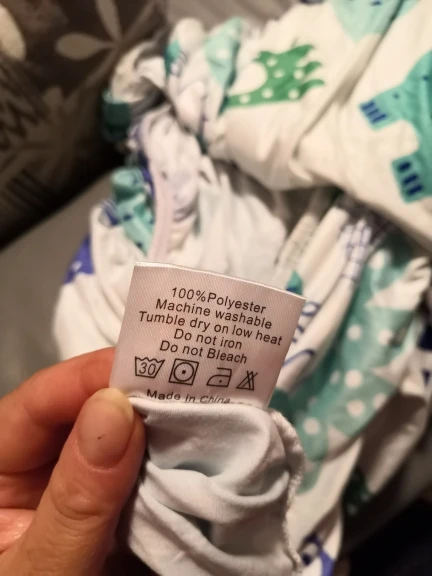 100%Polyester
Machine washable
Tumble dry on low heat
Do not iron
Do not Bleach
30
Made in China